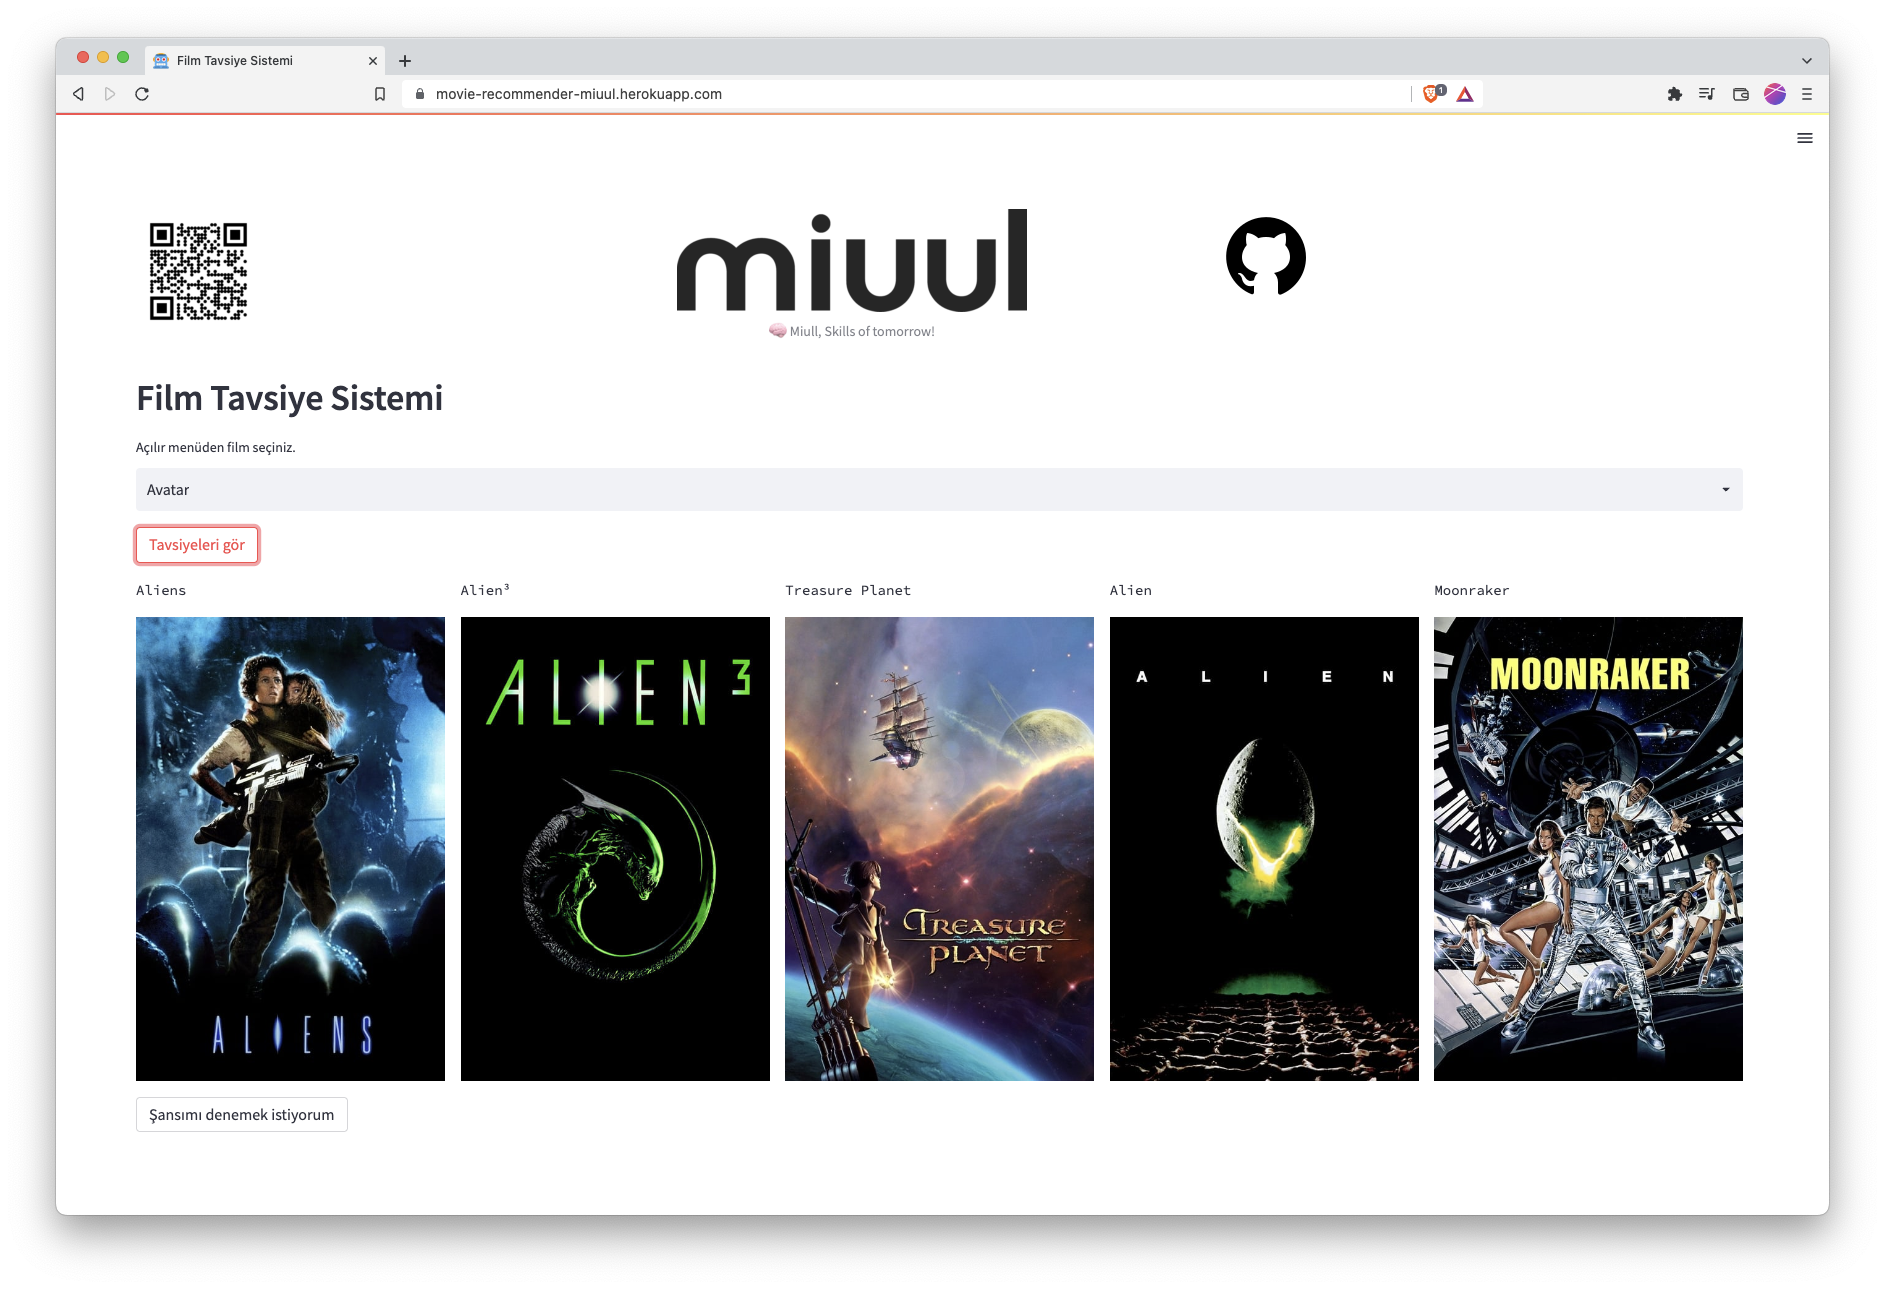 Film Tavsiye Sistemi
movie-recommender-miuul.herokuapp.com
1
miuul
Miull, Skills of tomorrow!
Film Tavsiye Sistemi
Açılır menüden film seçiniz.
Avatar
Tavsiyeleri gör
Aliens
Alien³
Treasure Planet
Alien
Moonraker
ALIENS
ALIEN 3
TREASURE
PLANET
ALIEN
MOONRAKER
Şansımı denemek istiyorum